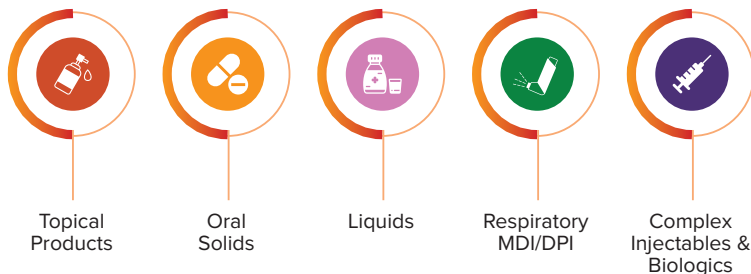 Topical
Products
Oral
Solids
Liquids
Respiratory
MDI/DPI
Complex
Injectables &
Biologics